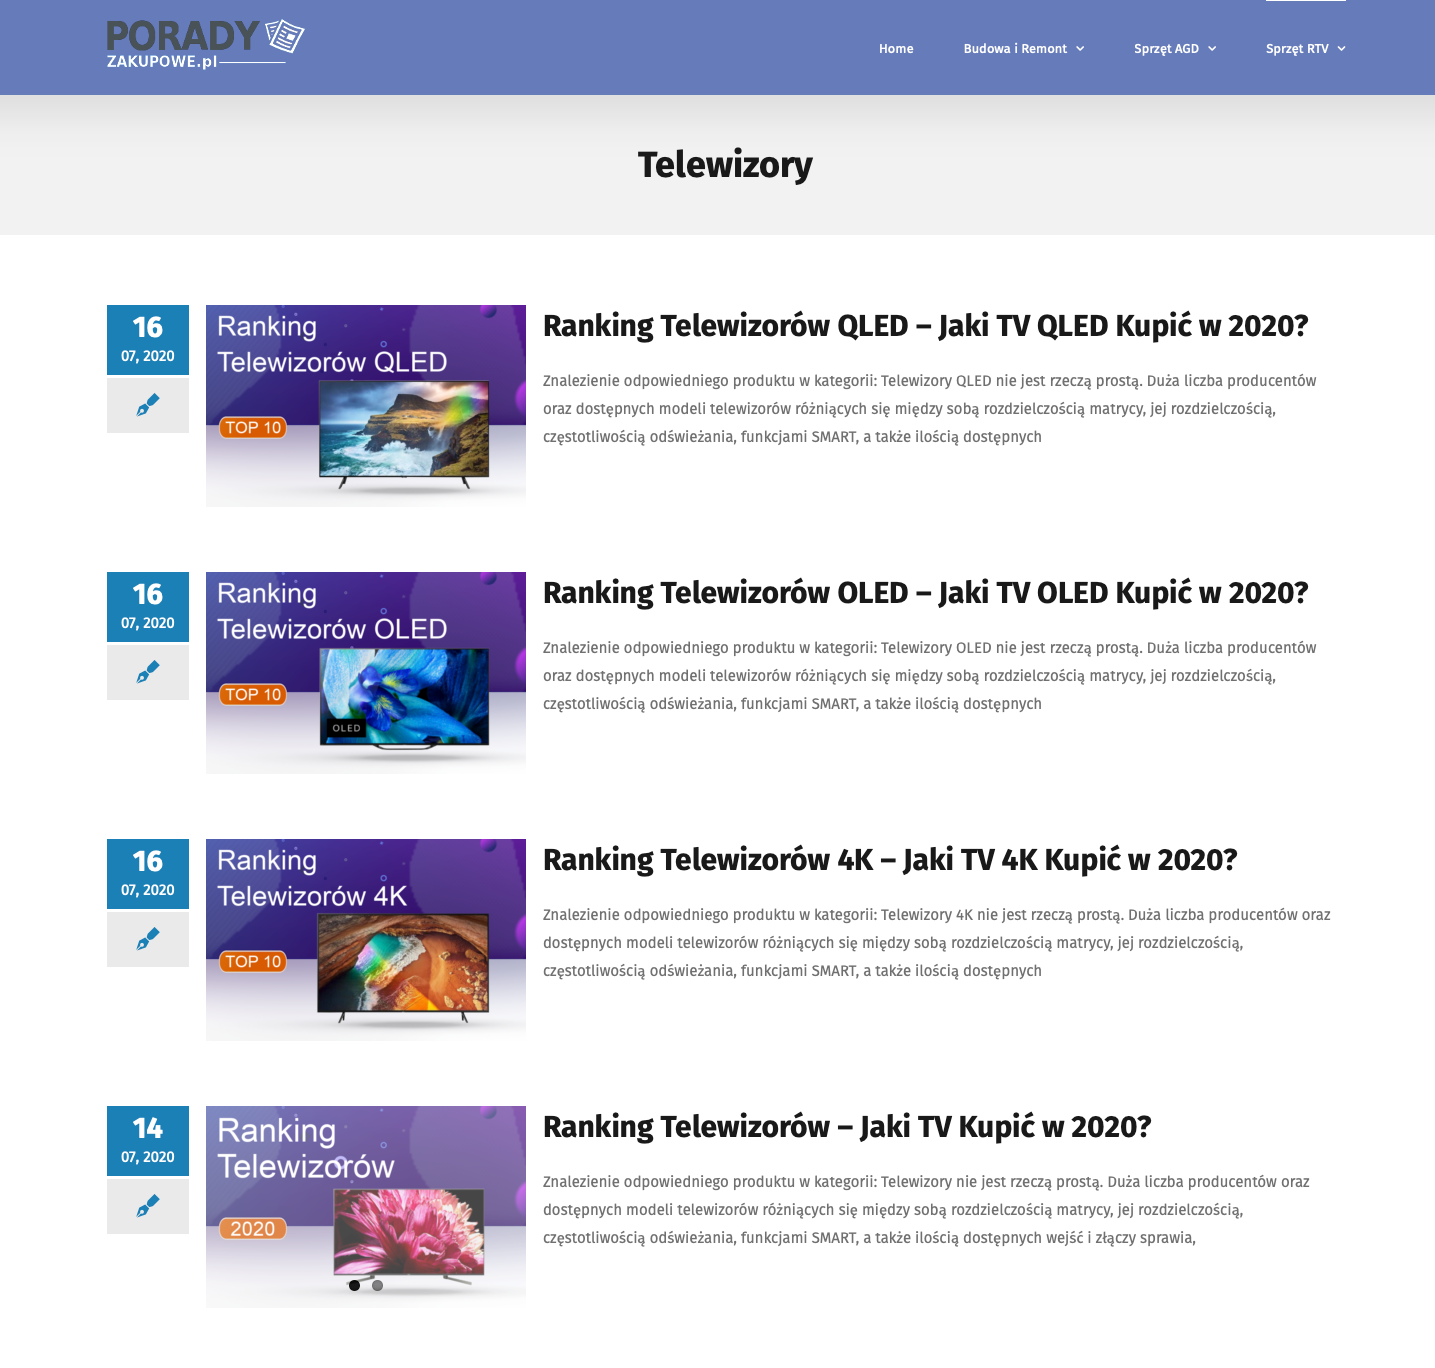 PORADY
ZAKUPOWE.pl
Home
Budowa i Remont
Sprzęt AGD
Sprzęt RTV
Telewizory
16
07, 2020
Ranking
Telewizorów QLED
TOP 10
Ranking Telewizorów QLED – Jaki TV QLED Kupić w 2020?
Znalezienie odpowiedniego produktu w kategorii: Telewizory QLED nie jest rzeczą prostą. Duża liczba producentów
oraz dostępnych modeli telewizorów różniących się między sobą rozdzielczością matrycy, jej rozdzielczością,
częstotliwością odświeżania, funkcjami SMART, a także ilością dostępnych
16
07, 2020
Ranking
Telewizorów OLED
TOP 10
OLED
Ranking Telewizorów OLED – Jaki TV OLED Kupić w 2020?
Znalezienie odpowiedniego produktu w kategorii: Telewizory OLED nie jest rzeczą prostą. Duża liczba producentów
oraz dostępnych modeli telewizorów różniących się między sobą rozdzielczością matrycy, jej rozdzielczością,
częstotliwością odświeżania, funkcjami SMART, a także ilością dostępnych
16
07, 2020
Ranking
Telewizorów 4K
TOP 10
Ranking Telewizorów 4K – Jaki TV 4K Kupić w 2020?
Znalezienie odpowiedniego produktu w kategorii: Telewizory 4K nie jest rzeczą prostą. Duża liczba producentów oraz
dostępnych modeli telewizorów różniących się między sobą rozdzielczością matrycy, jej rozdzielczością,
częstotliwością odświeżania, funkcjami SMART, a także ilością dostępnych
14
07, 2020
Ranking
Telewizorów
2020
Ranking Telewizorów – Jaki TV Kupić w 2020?
Znalezienie odpowiedniego produktu w kategorii: Telewizory nie jest rzeczą prostą. Duża liczba producentów oraz
dostępnych modeli telewizorów różniących się między sobą rozdzielczością matrycy, jej rozdzielczością,
częstotliwością odświeżania, funkcjami SMART, a także ilością dostępnych wejść i złączy sprawia,